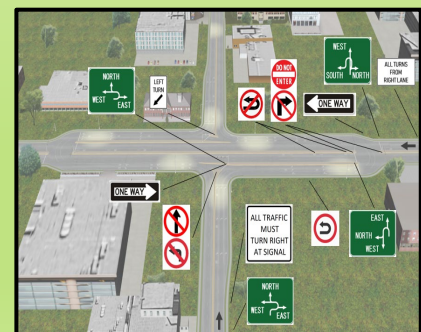 NORTH
WEST
EAST
LEFT
TURN
DO NOT
ENTER
WEST
SOUTH
NORTH
ALL TURNS
FROM
RIGHT LANE
ONE WAY
ONE WAY
ALL TRAFFIC
MUST
TURN RIGHT
AT SIGNAL
EAST
NORTH
WEST
NORTH
WEST
EAST